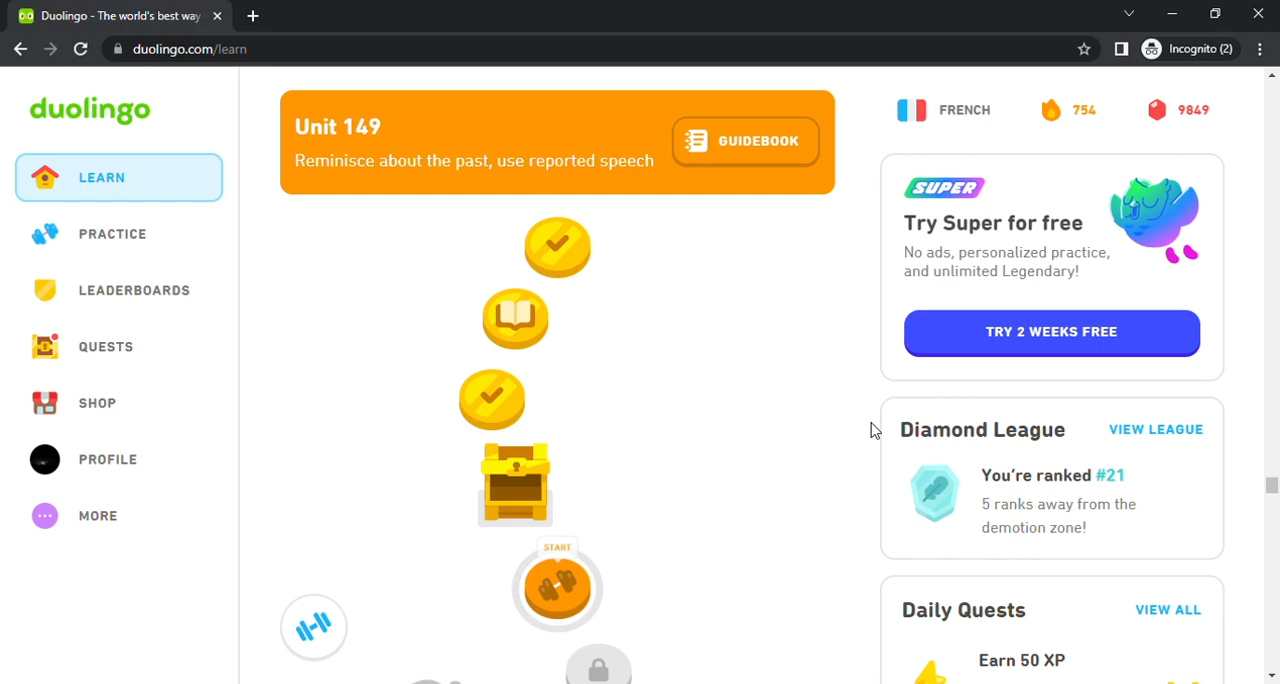 Duolingo - The world's best way
duolingo.com/learn
Incognito (2)
duolingo
LEARN
PRACTICE
LEADERBOARDS
QUESTS
SHOP
PROFILE
MORE
Unit 149
Reminisce about the past, use reported speech
GUIDEBOOK
START
FRENCH
754
9849
SUPER
Try Super for free
No ads, personalized practice,
and unlimited Legendary!
TRY 2 WEEKS FREE
Diamond League
VIEW LEAGUE
You're ranked #21
5 ranks away from the
demotion zone!
Daily Quests
VIEW ALL
Earn 50 XP